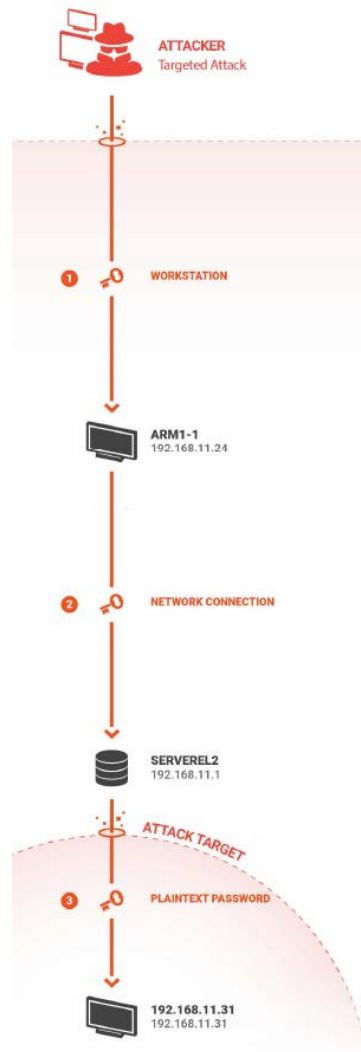 ATTACKER
Targeted Attack
1 WORKSTATION
ARM1-1
192.168.11.24
2 NETWORK CONNECTION
SERVEREL2
192.168.11.1
ATTACK TARGET
3 PLAINTEXT PASSWORD
192.168.11.31
192.168.11.31